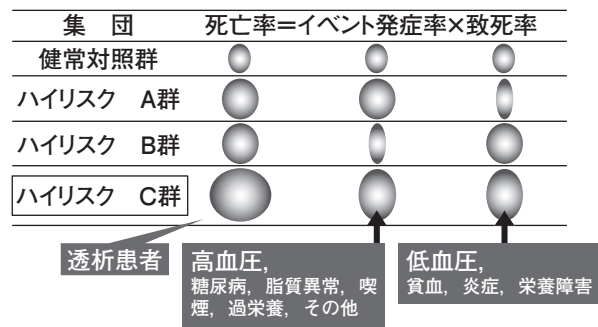 集 団 死亡率＝イベント発症率×致死率
健常対照群
ハイリスク A群
ハイリスク B群
ハイリスク C群
透析患者
高血圧，
糖尿病，脂質異常，喫
煙，過栄養，その他
低血圧，
貧血，炎症，栄養障害